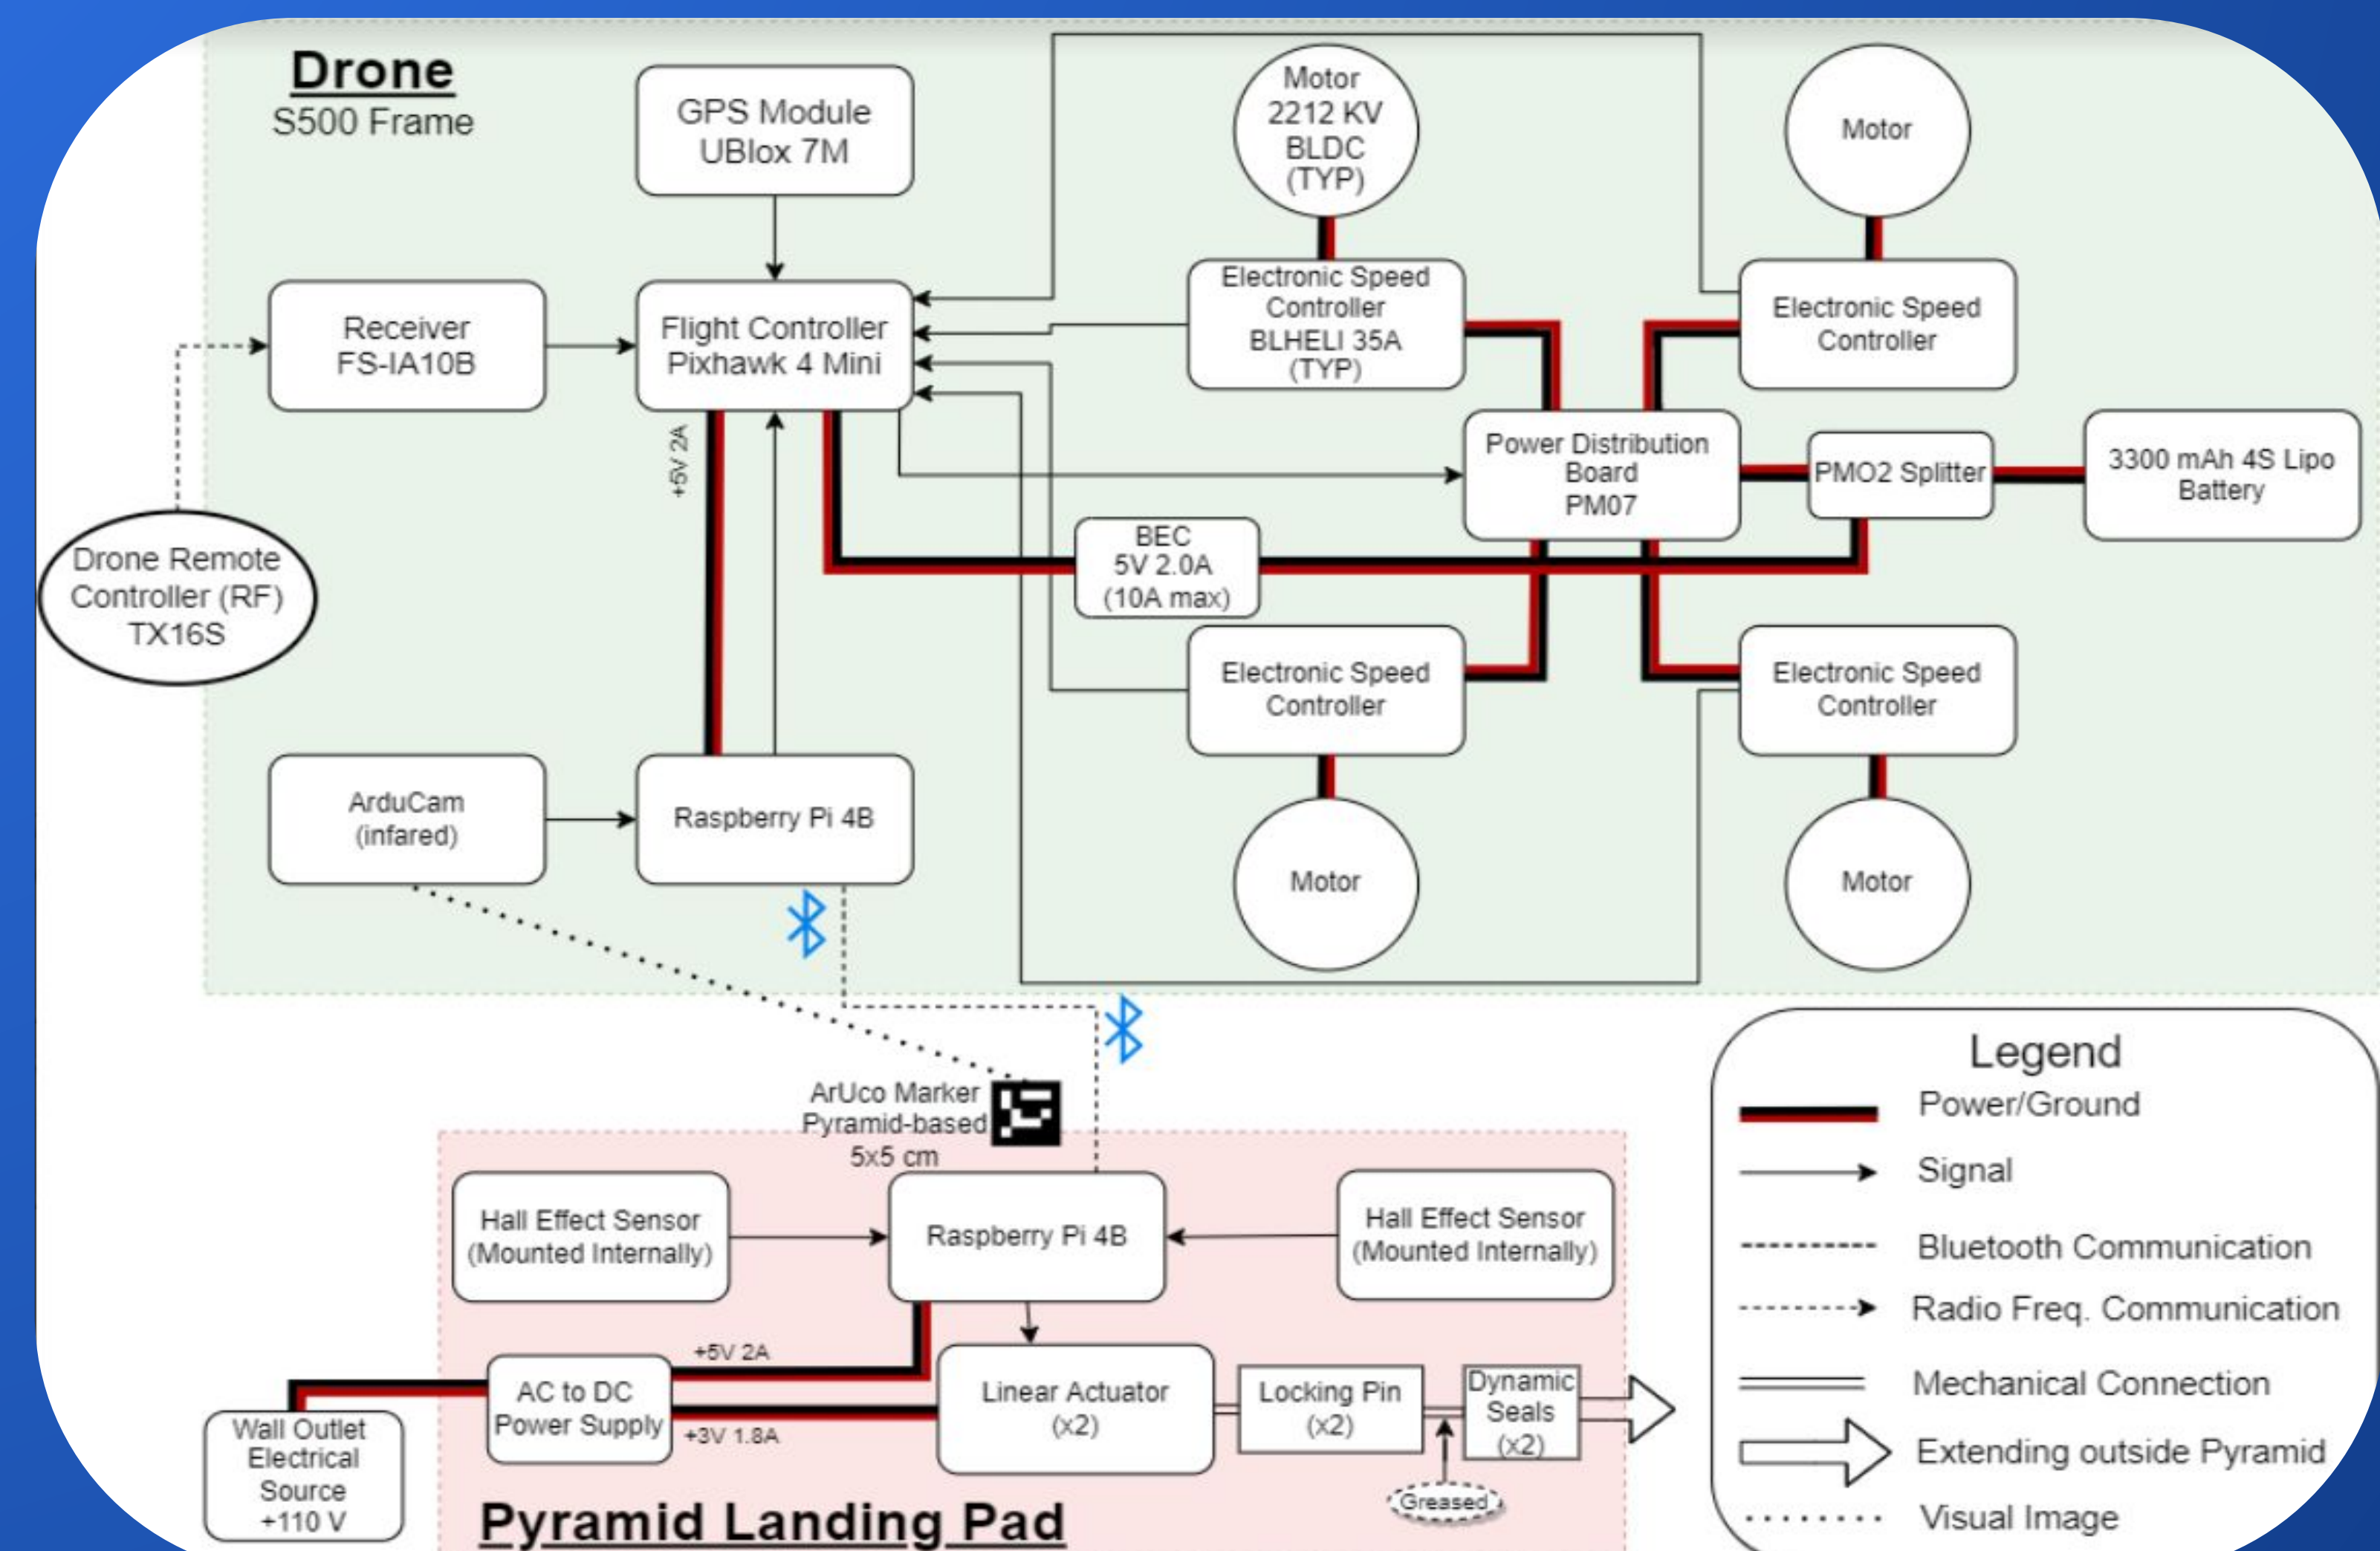 Drone
S500 Frame
GPS Module
UBlox 7M
Motor
2212 KV
BLDC
(TYP)
Motor
Receiver
FS-IA10B
Flight Controller
Pixhawk 4 Mini
Electronic Speed
Controller
BLHELI 35A
(TYP)
Electronic Speed
Controller
+5V 2A
Power Distribution
Board
PM07
PMO2 Splitter
3300 mAh 4S Lipo
Battery
Drone Remote
Controller (RF)
TX16S
BEC
5V 2.0A
(10A max)
Electronic Speed
Controller
Electronic Speed
Controller
ArduCam
(infared)
Raspberry Pi 4B
Motor
Motor
ArUco Marker
Pyramid-based
5x5 cm
Hall Effect Sensor
(Mounted Internally)
Raspberry Pi 4B
Hall Effect Sensor
(Mounted Internally)
+5V 2A
AC to DC
Power Supply
+3V 1.8A
Linear Actuator
(x2)
Locking Pin
(x2)
Dynamic
Seals
(x2)
Greased
Wall Outlet
Electrical
Source
+110 V
Pyramid Landing Pad
Legend
Power/Ground
Signal
Bluetooth Communication
Radio Freq. Communication
Mechanical Connection
Extending outside Pyramid
Visual Image